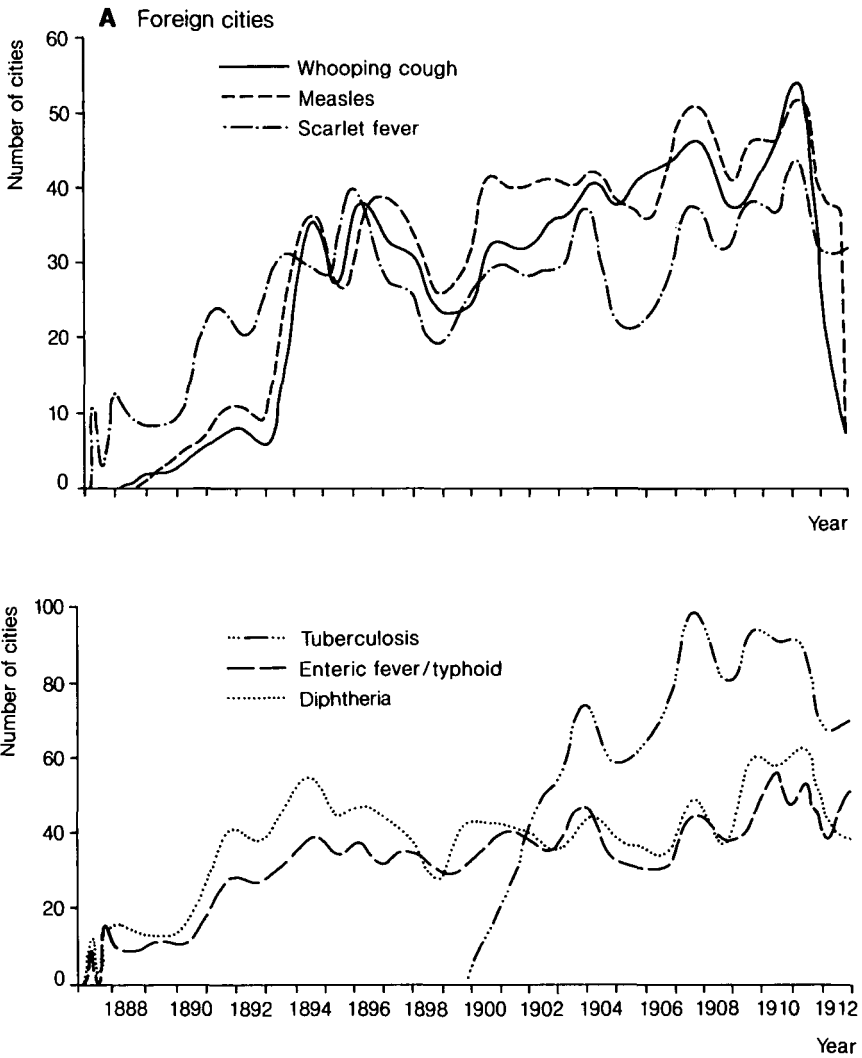 A Foreign cities
Number of cities
60
50
40
30
20
10
0
Whooping cough
Measles
Scarlet fever
Year
Number of cities
100
80
60
40
20
0
Tuberculosis
Enteric fever/typhoid
Diphtheria
1888 1890 1892 1894 1896 1898 1900 1902 1904 1906 1908 1910 1912
Year